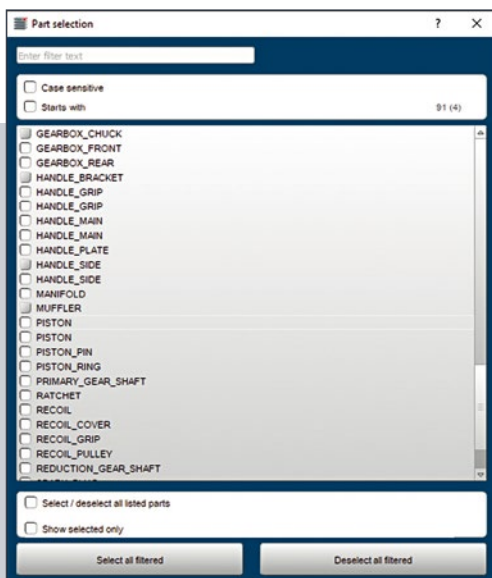 Part selection
?
Enter filter text
Case sensitive
Starts with
91 (4)
GEARBOX_CHUCK
GEARBOX_FRONT
GEARBOX_REAR
HANDLE_BRACKET
HANDLE_GRIP
HANDLE_GRIP
HANDLE_MAIN
HANDLE_MAIN
HANDLE_PLATE
HANDLE_SIDE
HANDLE_SIDE
MANIFOLD
MUFFLER
PISTON
PISTON
PISTON_PIN
PISTON_RING
PRIMARY_GEAR_SHAFT
RATCHET
RECOIL
RECOIL_COVER
RECOIL_GRIP
RECOIL_PULLEY
REDUCTION_GEAR_SHAFT
Select / deselect all listed parts
Show selected only
Select all filtered
Deselect all filtered